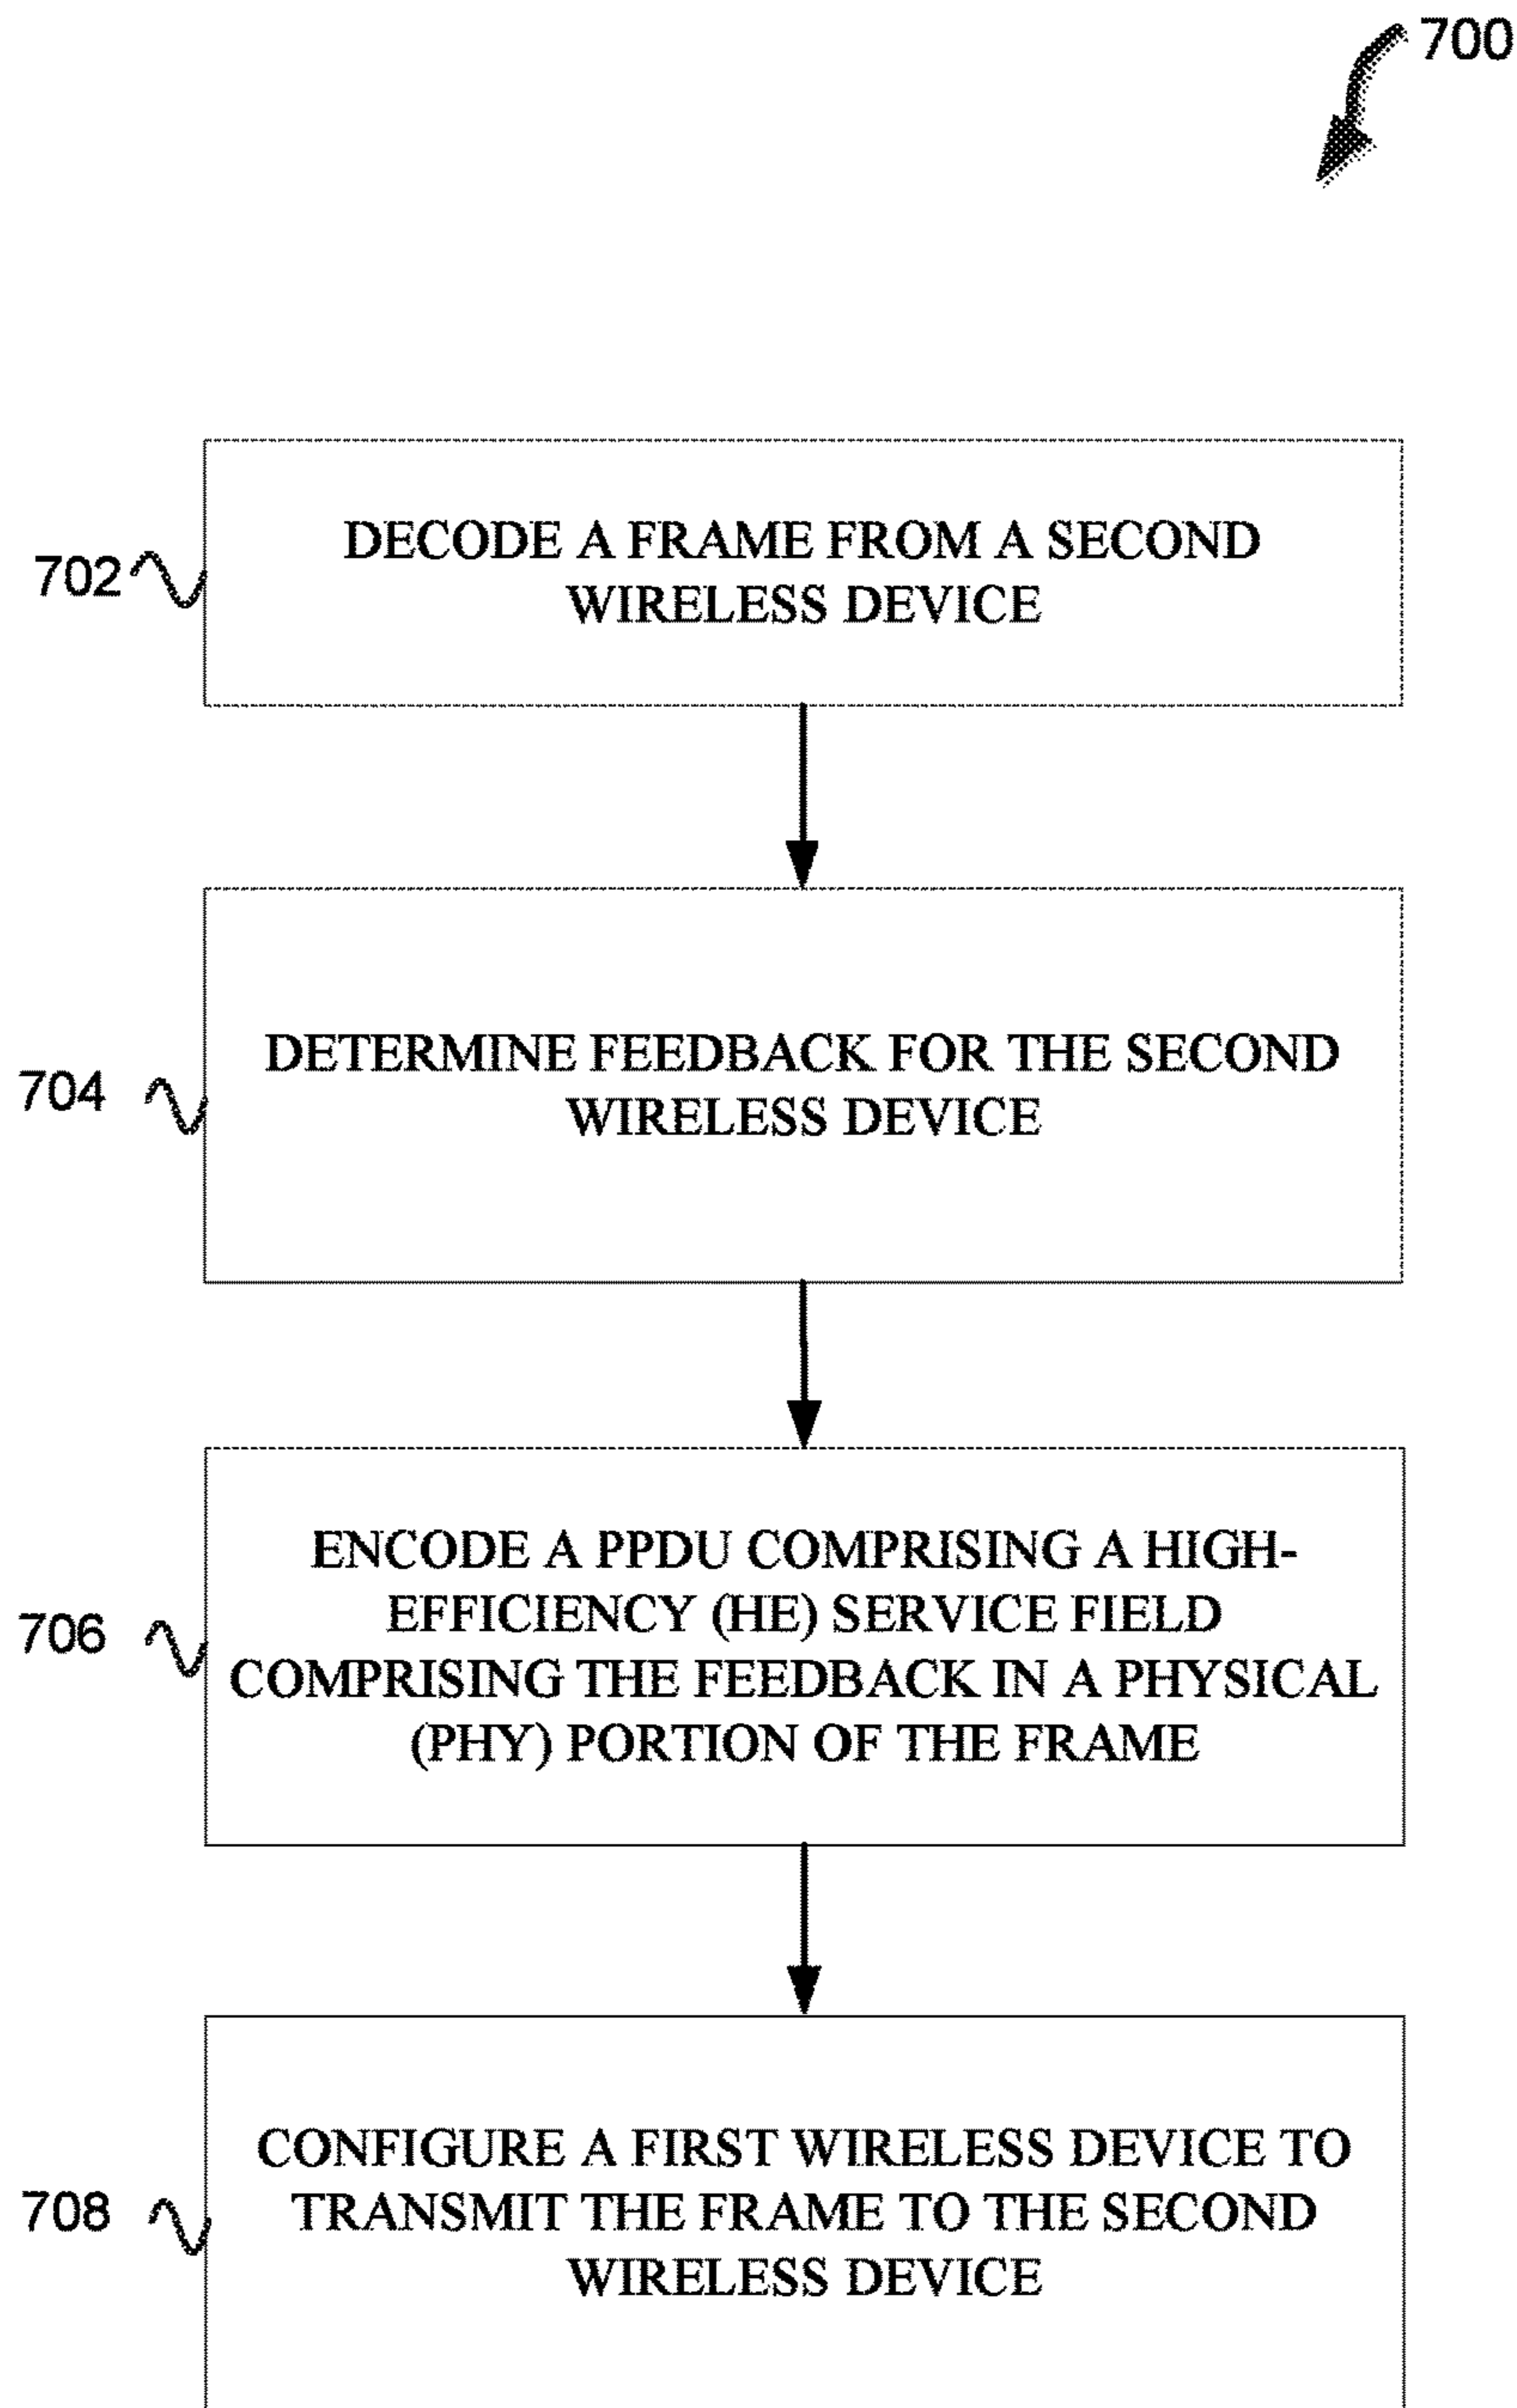 700
DECODE A FRAME FROM A SECOND
WIRELESS DEVICE
702
DETERMINE FEEDBACK FOR THE SECOND
WIRELESS DEVICE
704
ENCODE A PPDU COMPRISING A HIGH-
EFFICIENCY (HE) SERVICE FIELD
COMPRISING THE FEEDBACK IN A PHYSICAL
(PHY) PORTION OF THE FRAME
706
CONFIGURE A FIRST WIRELESS DEVICE TO
TRANSMIT THE FRAME TO THE SECOND
WIRELESS DEVICE
708